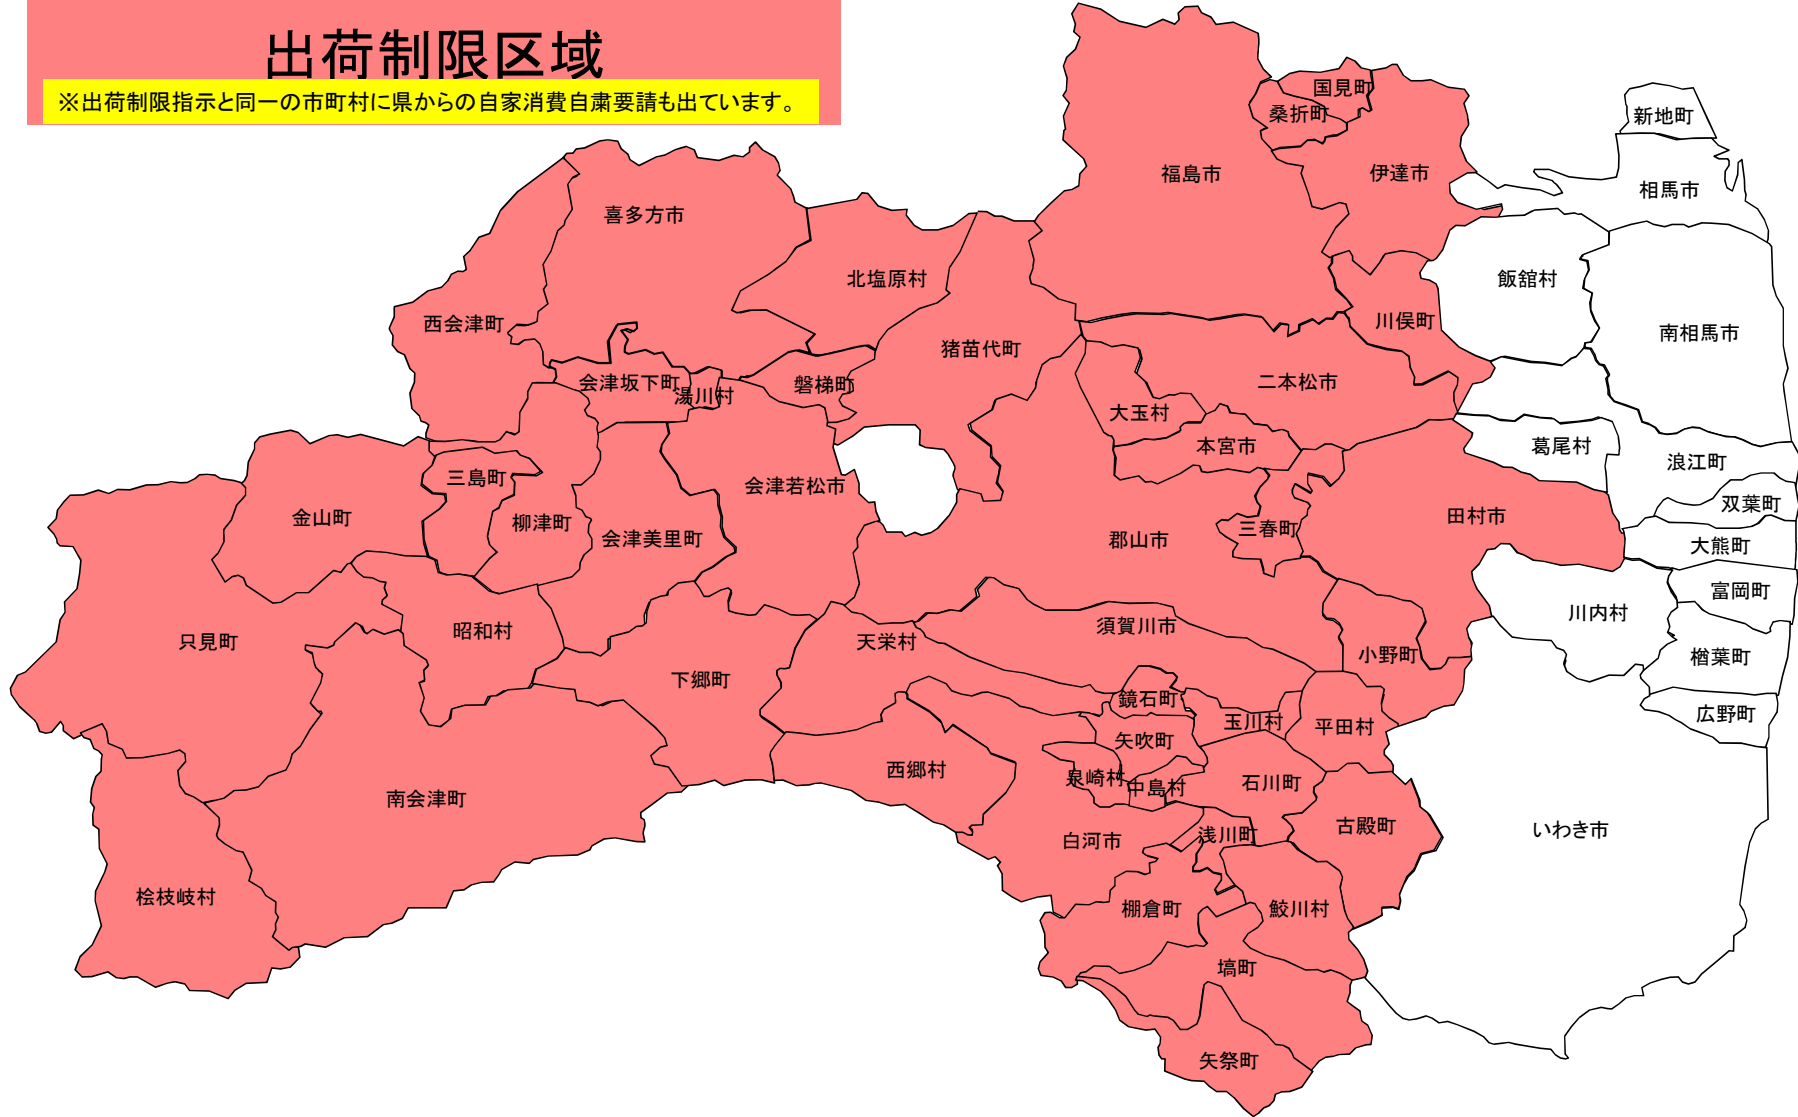 出荷制限区域
※出荷制限指示と同一の市町村に県からの自家消費自粛要請も出ています。
国見町
桑折町
新地町
福島市
伊達市
相馬市
喜多方市
北塩原村
飯舘村
西会津町
猪苗代町
川俣町
南相馬市
会津坂下町
湯川村
磐梯町
二本松市
大玉村
本宮市
葛尾村
浪江町
三島町
会津若松市
双葉町
金山町
柳津町
会津美里町
郡山市
三春町
田村市
大熊町
富岡町
川内村
只見町
昭和村
天栄村
須賀川市
小野町
楢葉町
下郷町
鏡石町
玉川村
平田村
広野町
矢吹町
西郷村
泉崎村
中島村
石川町
南会津町
白河市
浅川町
古殿町
いわき市
桧枝岐村
棚倉町
鮫川村
塙町
矢祭町